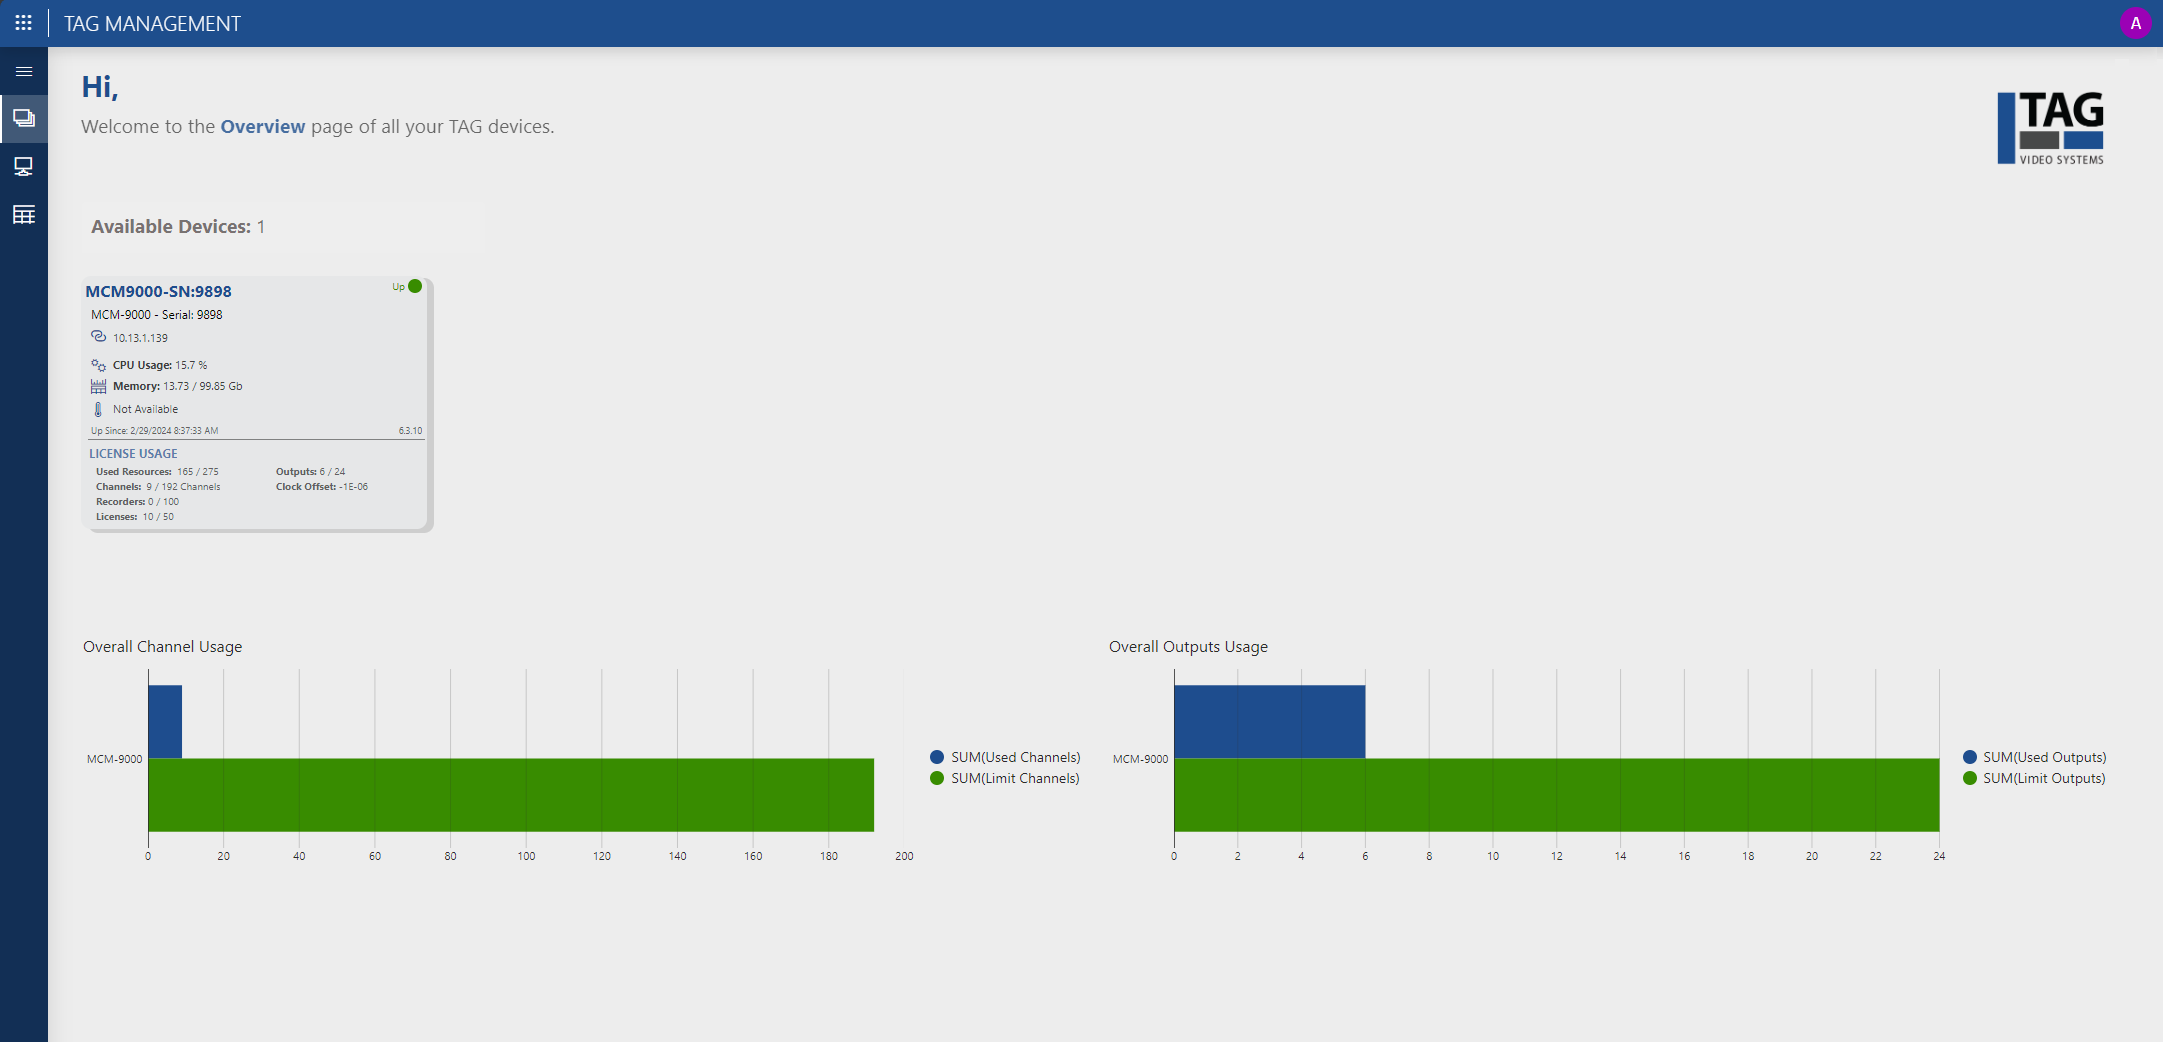 TAG MANAGEMENT
A
Hi,
Welcome to the Overview page of all your TAG devices.
TAG
VIDEO SYSTEMS
Available Devices: 1
MCM9000-SN:9898
Up
MCM-9000 - Serial: 9898
10.13.1.139
CPU Usage: 15.7 %
Memory: 13.73 / 99.85 Gb
Not Available
Up Since: 2/29/2024 8:37:33 AM
6.3.10
LICENSE USAGE
Used Resources: 165 / 275
Outputs: 6 / 24
Channels: 9 / 192 Channels
Clock Offset: -1E-06
Recorders: 0 / 100
Licenses: 10 / 50
Overall Channel Usage
MCM-9000
0 20 40 60 80 100 120 140 160 180 200
SUM(Used Channels)
SUM(Limit Channels)
Overall Outputs Usage
MCM-9000
0 2 4 6 8 10 12 14 16 18 20 22 24
SUM(Used Outputs)
SUM(Limit Outputs)